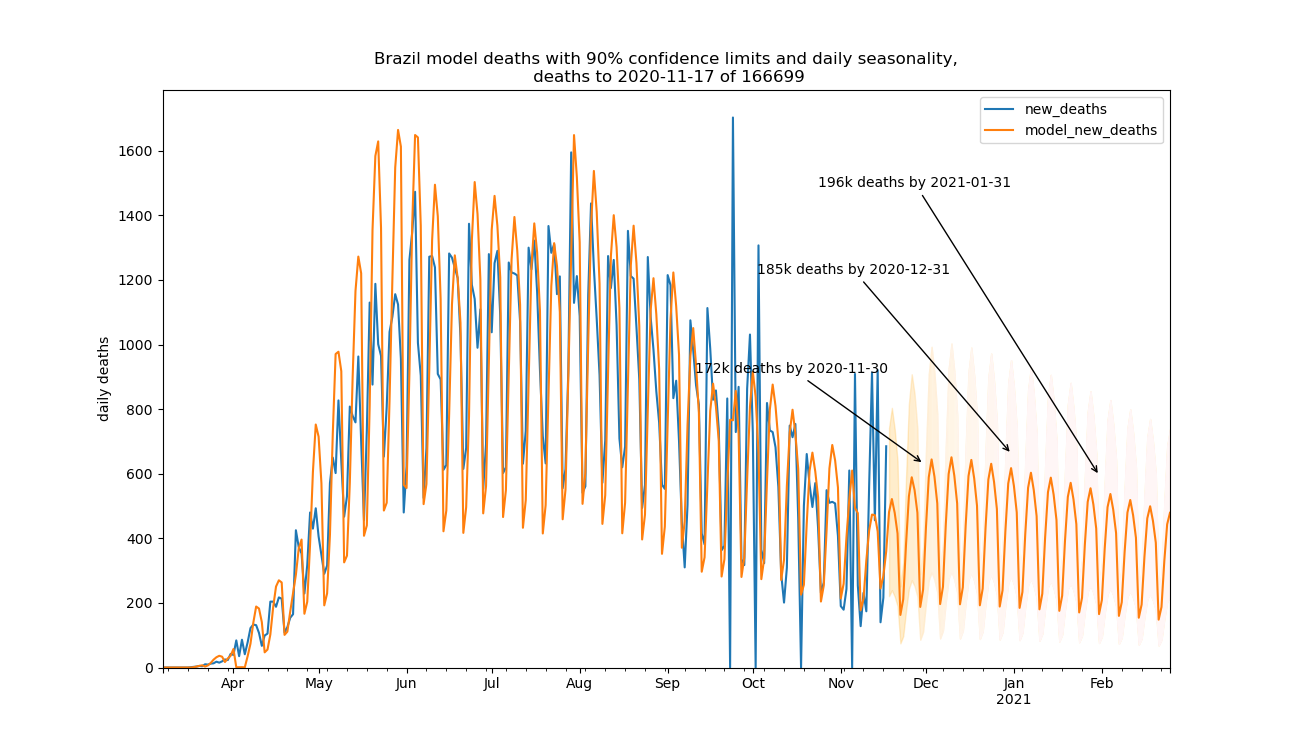 Brazil model deaths with 90% confidence limits and daily seasonality,
deaths to 2020-11-17 of 166699
new_deaths
model_new_deaths
196k deaths by 2021-01-31
185k deaths by 2020-12-31
172k deaths by 2020-11-30
daily deaths
1600
1400
1200
1000
800
600
400
200
0
Apr May Jun Jul Aug Sep Oct Nov Dec Jan Feb
2021